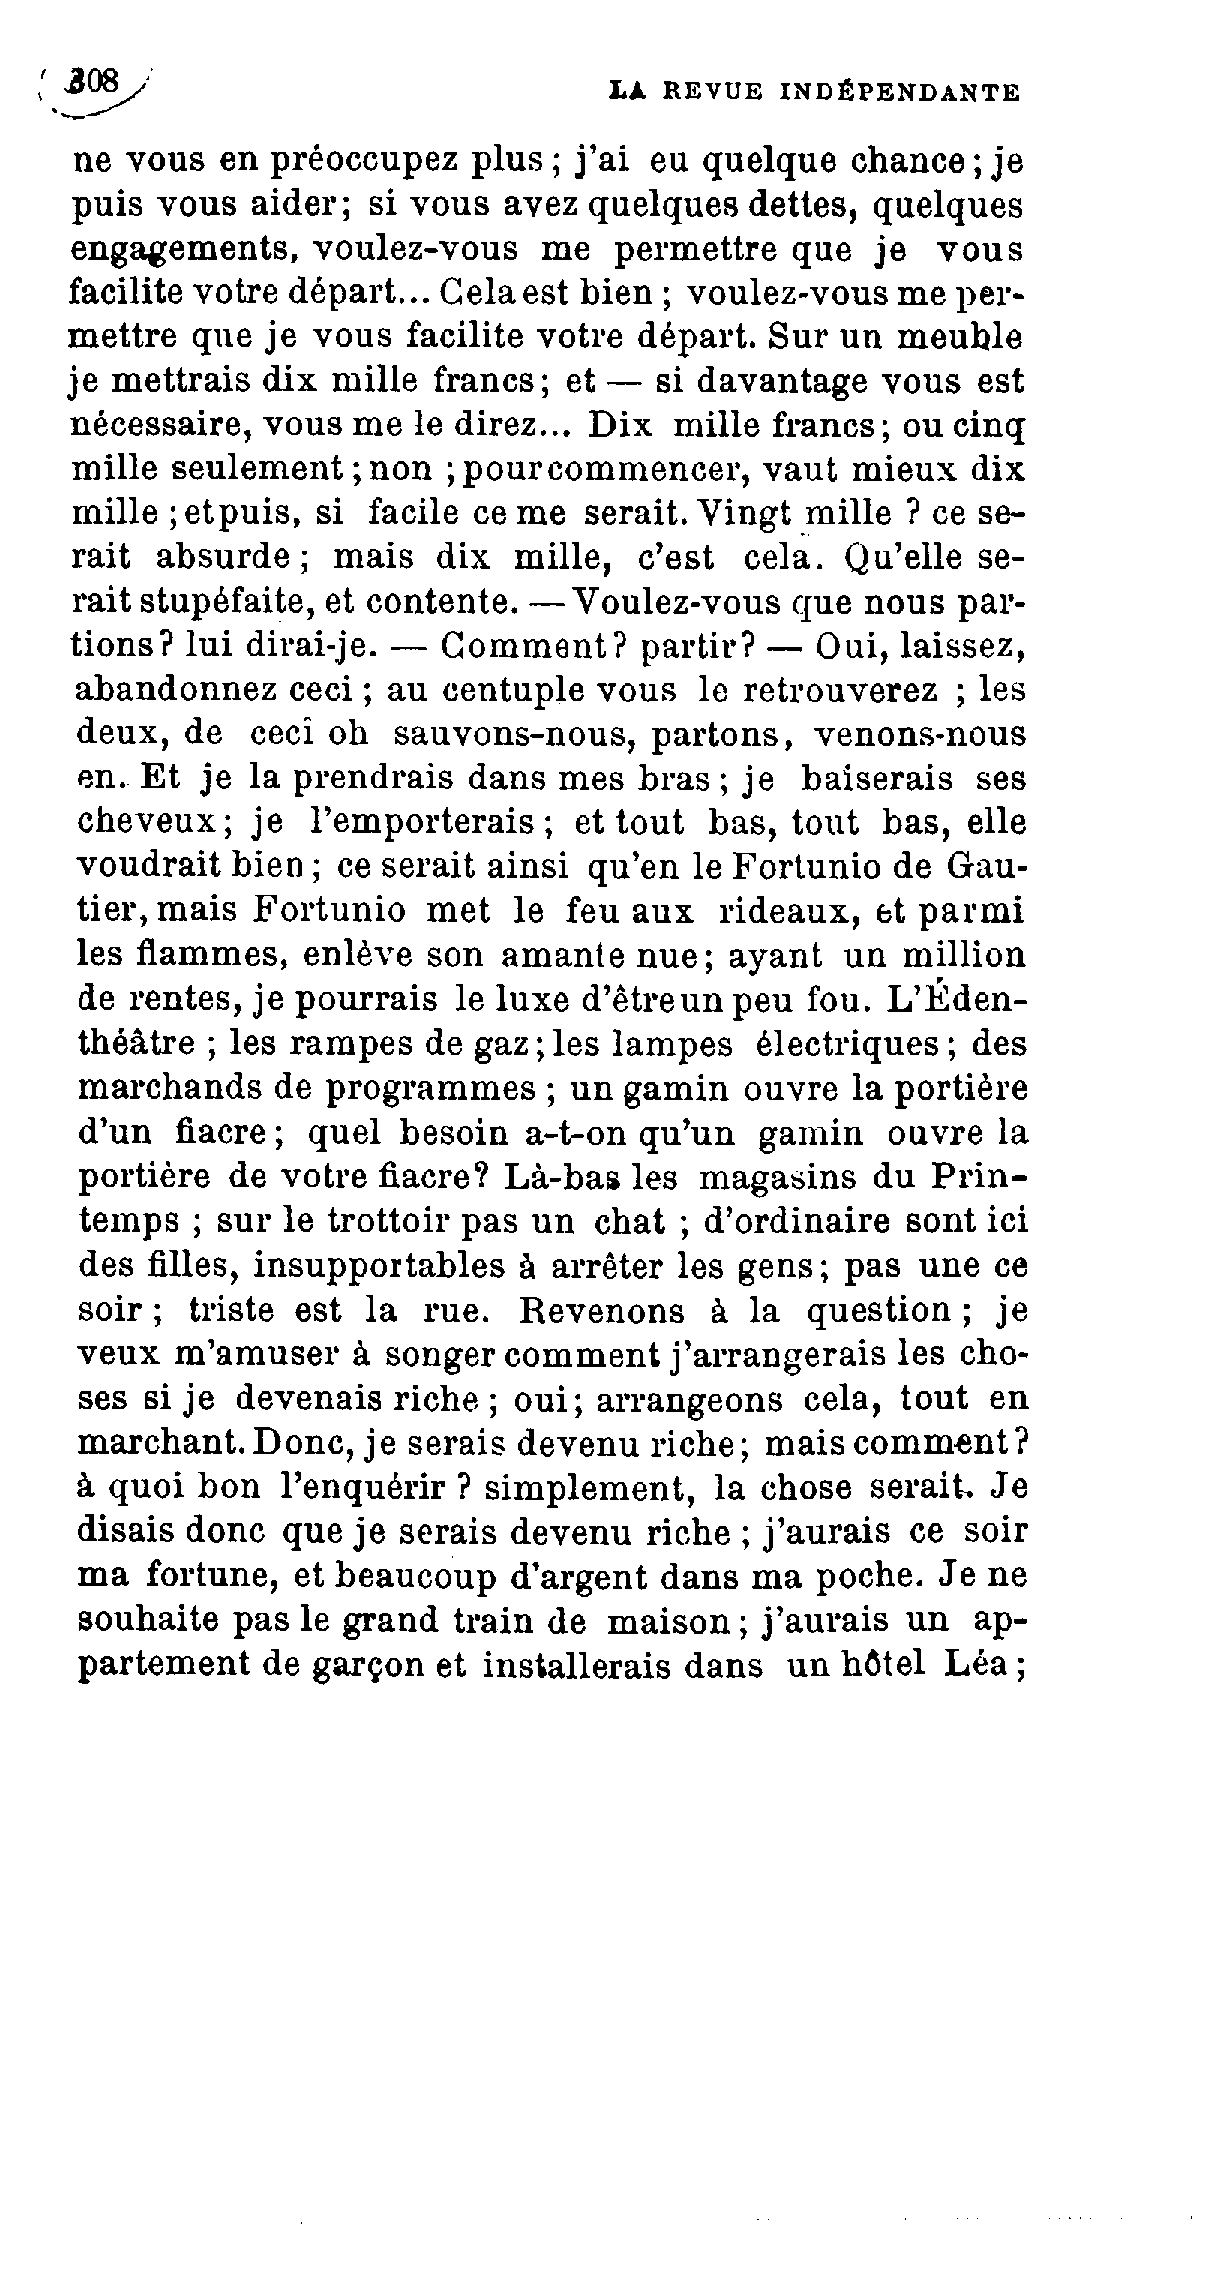 308
LA REVUE INDÉPENDANTE
ne vous en préoccupez plus ; j'ai eu quelque chance ; je
puis vous aider ; si vous avez quelques dettes, quelques
engagements, voulez-vous me permettre que je vous
facilite votre départ... Cela est bien ; voulez-vous me per-
mettre que je vous facilite votre départ. Sur un meuble
je mettrais dix mille francs ; et — si davantage vous est
nécessaire, vous me le direz... Dix mille francs ; ou cinq
mille seulement ; non ; pour commencer, vaut mieux dix
mille ; et puis, si facile ce me serait. Vingt mille ? ce se-
rait absurde ; mais dix mille, c'est cela. Qu'elle se-
rait stupéfaite, et contente. — Voulez-vous que nous par-
tions ? lui dirai-je. — Comment ? partir ? — Oui, laissez,
abandonnez ceci ; au centuple vous le retrouverez ; les
deux, de ceci oh sauvons-nous, partons, venons-nous
en. Et je la prendrais dans mes bras ; je baiserais ses
cheveux ; je l'emporterais ; et tout bas, tout bas, elle
voudrait bien ; ce serait ainsi qu'en le Fortunio de Gau-
tier, mais Fortunio met le feu aux rideaux, et parmi
les flammes, enlève son amante nue ; ayant un million
de rentes, je pourrais le luxe d'être un peu fou. L'Éden-
théâtre ; les rampes de gaz ; les lampes électriques ; des
marchands de programmes ; un gamin ouvre la portière
d'un fiacre ; quel besoin a-t-on qu'un gamin ouvre la
portière de votre fiacre ? Là-bas les magasins du Prin-
temps ; sur le trottoir pas un chat ; d'ordinaire sont ici
des filles, insupportables à arrêter les gens ; pas une ce
soir ; triste est la rue. Revenons à la question ; je
veux m'amuser à songer comment j'arrangerais les cho-
ses si je devenais riche ; oui ; arrangeons cela, tout en
marchant. Donc, je serais devenu riche ; mais comment ?
à quoi bon l'enquérir ? simplement, la chose serait. Je
disais donc que je serais devenu riche ; j'aurais ce soir
ma fortune, et beaucoup d'argent dans ma poche. Je ne
souhaite pas le grand train de maison ; j'aurais un ap-
partement de garçon et installerais dans un hôtel Léa ;